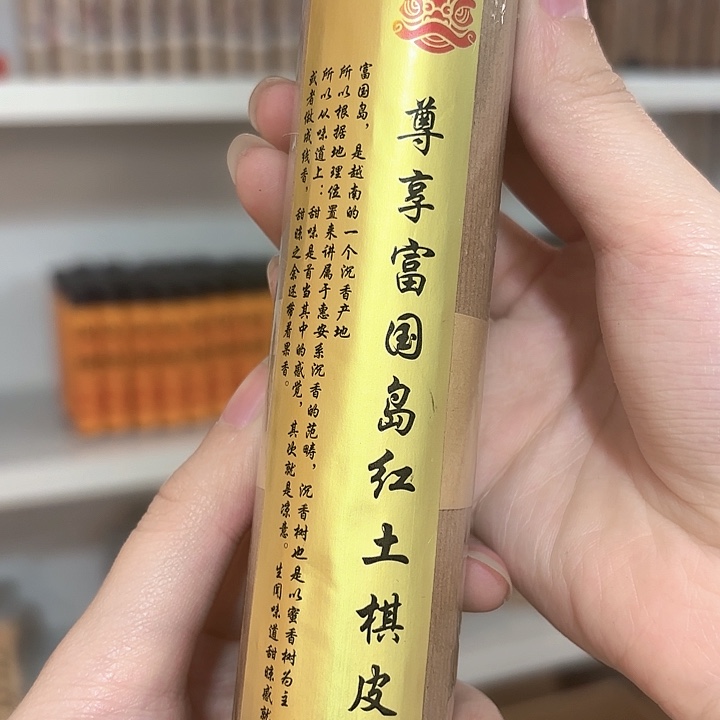 尊享富国岛红土棋皮
富国岛，是越南的一个沉香产地
所以根据地理位置来讲属于惠安系沉香的范畴，沉香树也是以蜜香树为主
所以从味道上：甜味是首当其中的感觉，其次就是凉意。生闻味道甜味感就
或者做成线香，甜味之余还带着果香。